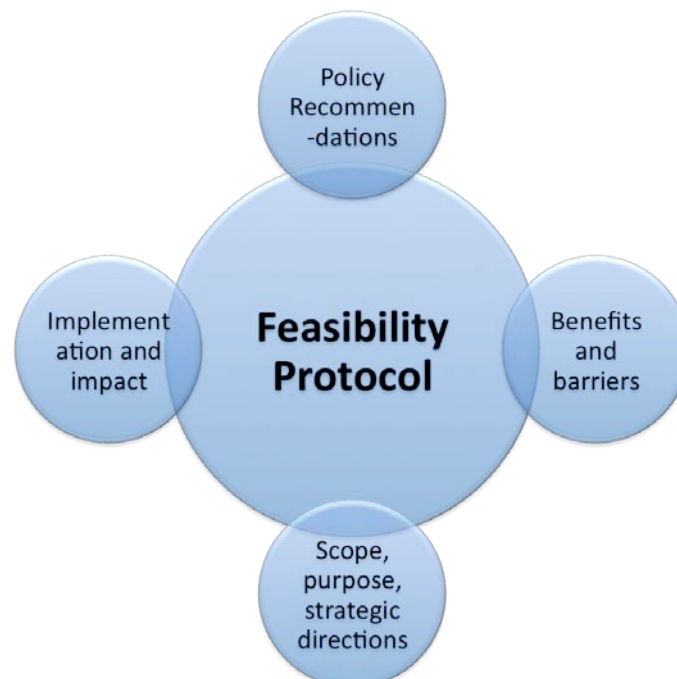 Policy
Recommen
-dations
Implement
ation and
impact
Feasibility
Protocol
Benefits
and
barriers
Scope,
purpose,
strategic
directions